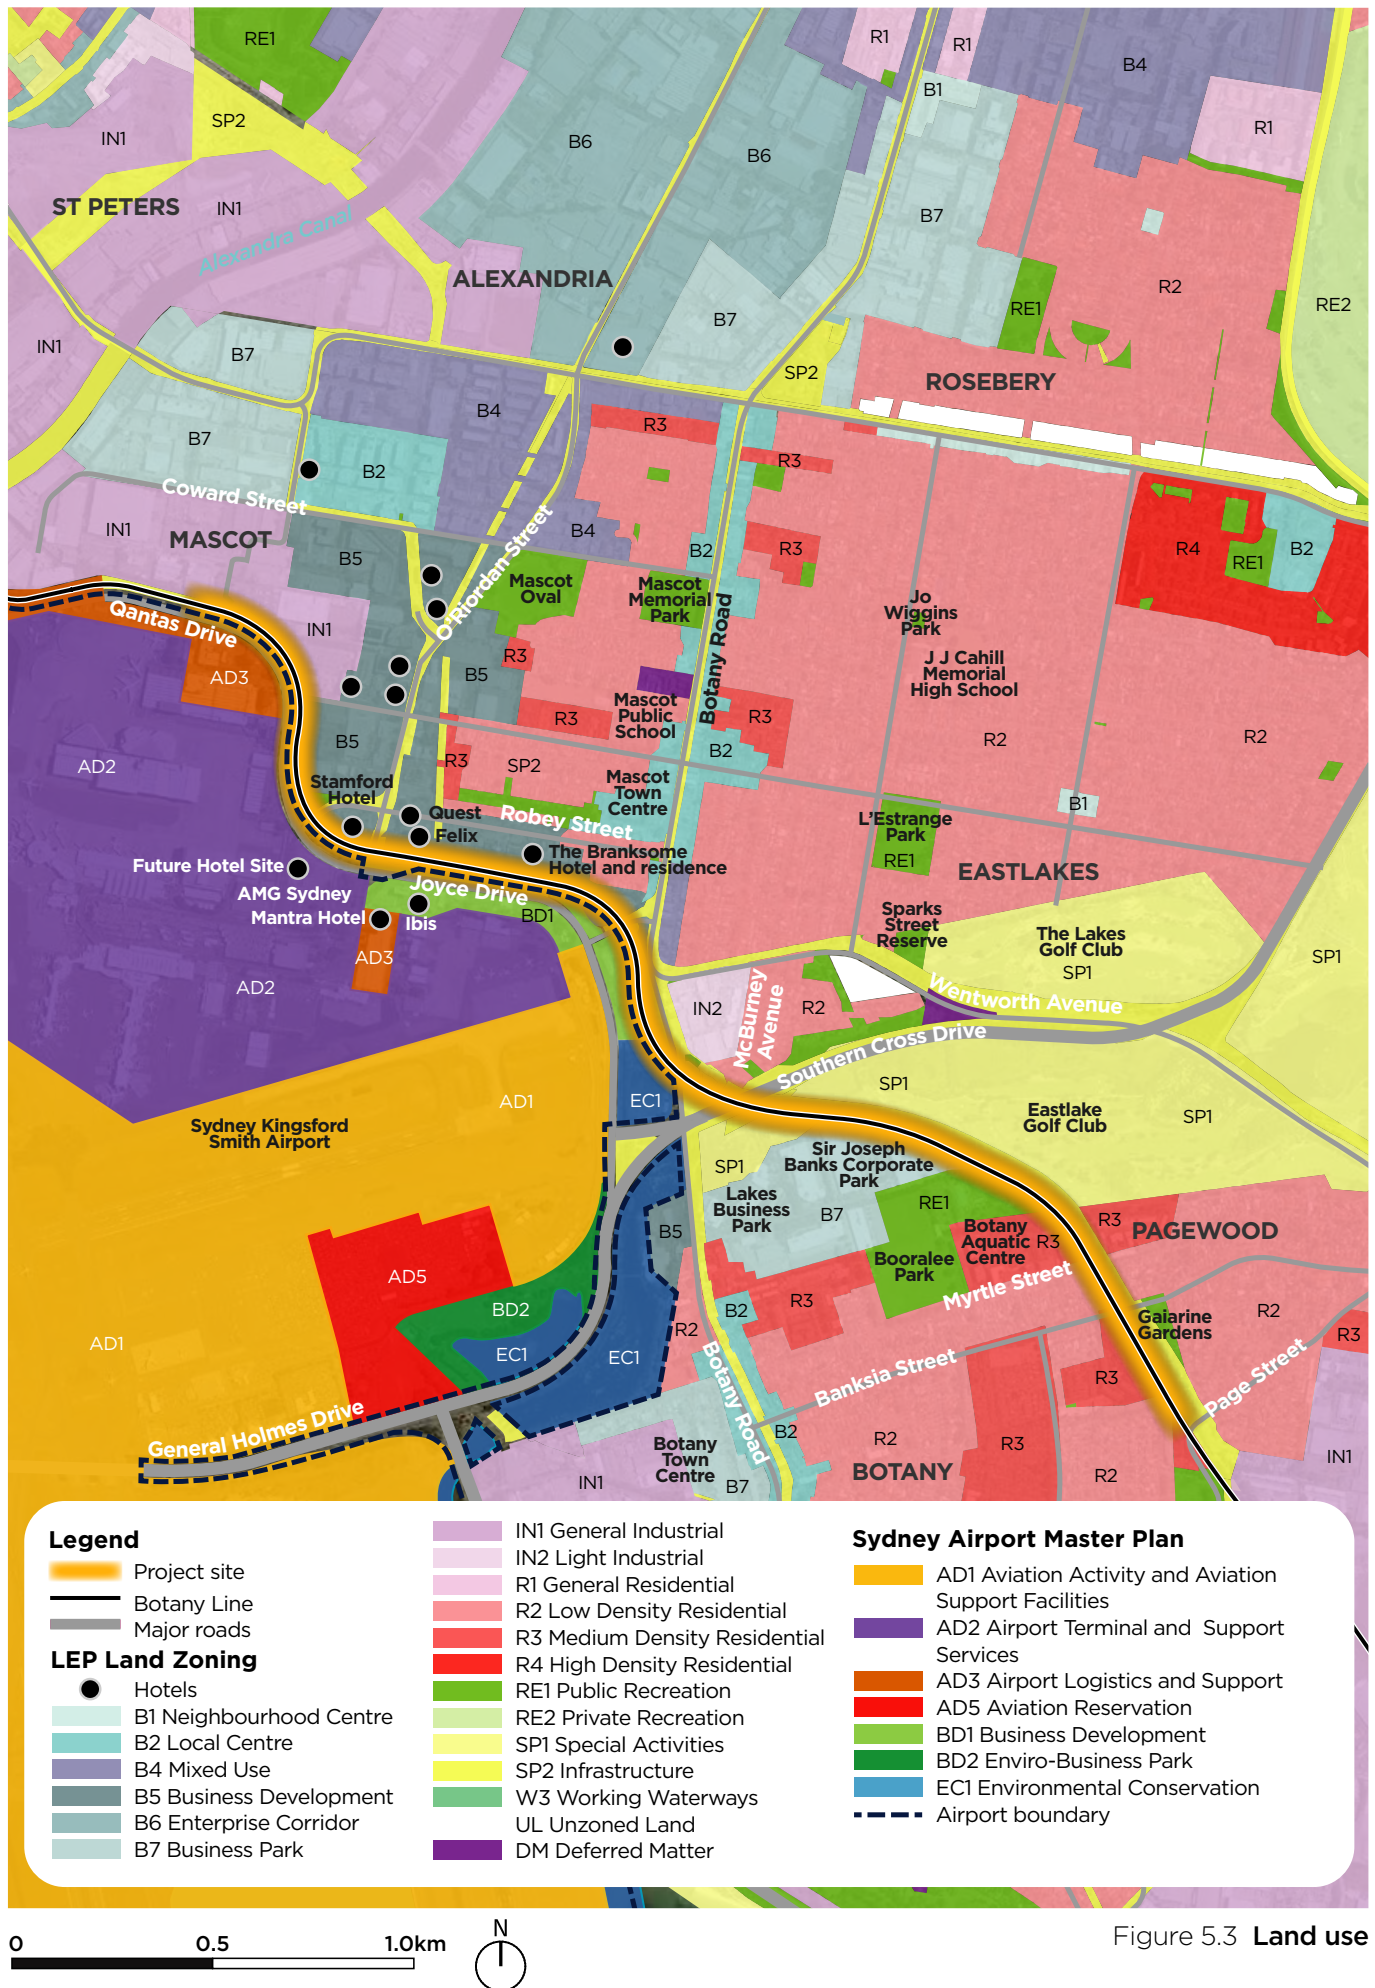 RE1
R1
R1
B4
B1
SP2
IN1
B6
B6
R1
ST PETERS
IN1
Alexandra Canal
B7
ALEXANDRIA
R2
RE1
RE2
B7
IN1
B7
SP2
ROSEBERY
B4
R3
B7
B2
R3
Coward Street
IN1
MASCOT
B5
B4
O'Riordan Street
B2
R3
R4
RE1
B2
Mascot
Oval
Mascot
Memorial
Park
Botany Road
Jo
Wiggins
Park
Qantas Drive
IN1
AD3
B5
R3
J J Cahill
Memorial
High School
Mascot
Public
School
R3
R3
B5
B2
R2
R2
AD2
R3
SP2
Stamford
Hotel
Mascot
Town
Centre
B1
Quest
Felix
Robey Street
L'Estrange
Park
RE1
The Branksome
Hotel and residence
EASTLAKES
Future Hotel Site
AMG Sydney
Mantra Hotel
Joyce Drive
Ibis
BD1
Sparks
Street
Reserve
The Lakes
Golf Club
SP1
SP1
AD3
AD2
Wentworth Avenue
IN2
McBurney
Avenue
R2
Southern Cross Drive
SP1
AD1
EC1
Sydney Kingsford
Smith Airport
Eastlake
Golf Club
SP1
SP1
Sir Joseph
Banks Corporate
Park
Lakes
Business
Park
B7
RE1
B5
Botany
Aquatic
Centre
R3
R3
PAGEWOOD
Booralee
Park
Myrtle Street
AD5
BD2
B2
R3
R2
R2
Gaiarine
Gardens
R3
AD1
EC1
EC1
Botany Road
Banksia Street
R3
Page Street
General Holmes Drive
B2
R2
R3
IN1
Botany
Town
Centre
BOTANY
IN1
B7
R2
Legend
Project site
Botany Line
Major roads
LEP Land Zoning
Hotels
B1 Neighbourhood Centre
B2 Local Centre
B4 Mixed Use
B5 Business Development
B6 Enterprise Corridor
B7 Business Park
IN1 General Industrial
IN2 Light Industrial
R1 General Residential
R2 Low Density Residential
R3 Medium Density Residential
R4 High Density Residential
RE1 Public Recreation
RE2 Private Recreation
SP1 Special Activities
SP2 Infrastructure
W3 Working Waterways
UL Unzoned Land
DM Deferred Matter
Sydney Airport Master Plan
AD1 Aviation Activity and Aviation
Support Facilities
AD2 Airport Terminal and Support
Services
AD3 Airport Logistics and Support
AD5 Aviation Reservation
BD1 Business Development
BD2 Enviro-Business Park
EC1 Environmental Conservation
Airport boundary
0 0.5 1.0km
N
Figure 5.3 Land use